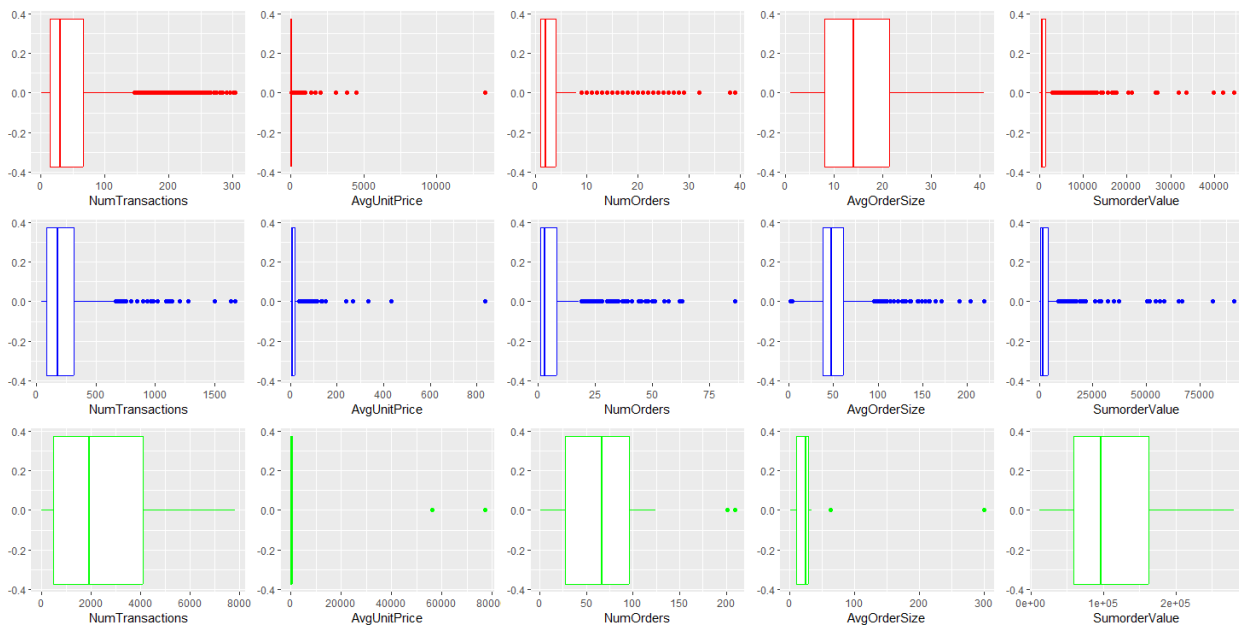 0.4
0.2
0.0
-0.2
-0.4
0 100 200 300
NumTransactions
0.4
0.2
0.0
-0.2
-0.4
0 5000 10000
AvgUnitPrice
0.4
0.2
0.0
-0.2
-0.4
0 10 20 30 40
NumOrders
0.4
0.2
0.0
-0.2
-0.4
0 10 20 30 40
AvgOrderSize
0.4
0.2
0.0
-0.2
-0.4
0 10000 20000 30000 40000
SumorderValue
0.4
0.2
0.0
-0.2
-0.4
0 500 1000 1500
NumTransactions
0.4
0.2
0.0
-0.2
-0.4
0 200 400 600 800
AvgUnitPrice
0.4
0.2
0.0
-0.2
-0.4
0 25 50 75
NumOrders
0.4
0.2
0.0
-0.2
-0.4
0 50 100 150 200
AvgOrderSize
0.4
0.2
0.0
-0.2
-0.4
0 25000 50000 75000
SumorderValue
0.4
0.2
0.0
-0.2
-0.4
0 2000 4000 6000 8000
NumTransactions
0.4
0.2
0.0
-0.2
-0.4
0 20000 40000 60000 80000
AvgUnitPrice
0.4
0.2
0.0
-0.2
-0.4
0 50 100 150 200
NumOrders
0.4
0.2
0.0
-0.2
-0.4
0 100 200 300
AvgOrderSize
0.4
0.2
0.0
-0.2
-0.4
0e+00 1e+05 2e+05
SumorderValue